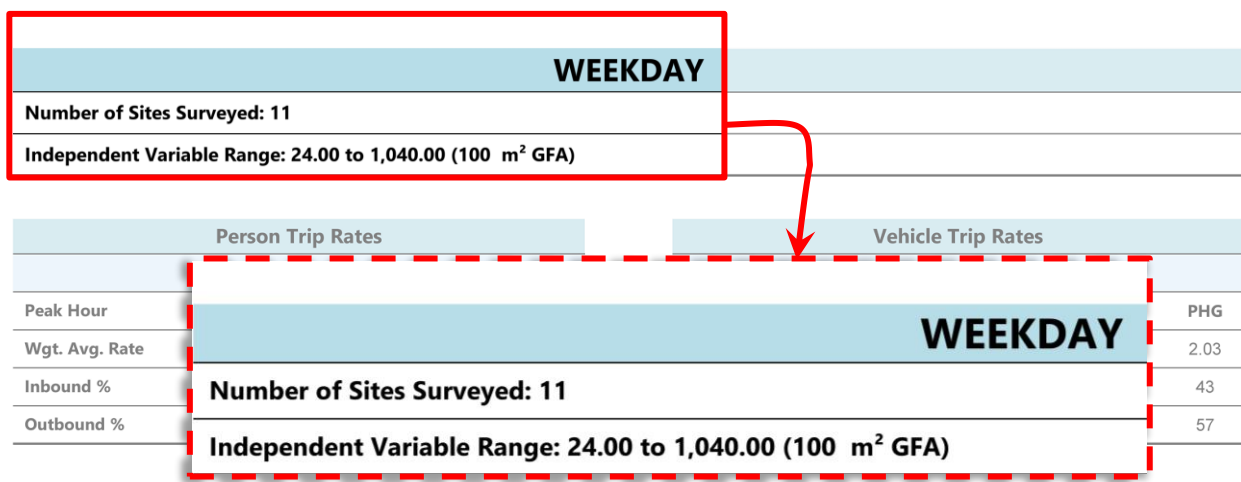 WEEKDAY
Number of Sites Surveyed: 11
Independent Variable Range: 24.00 to 1,040.00 (100 m² GFA)
Person Trip Rates
Vehicle Trip Rates
Peak Hour
PHG
Wgt. Avg. Rate
2.03
Inbound %
43
Outbound %
57
WEEKDAY
Number of Sites Surveyed: 11
Independent Variable Range: 24.00 to 1,040.00 (100 m² GFA)